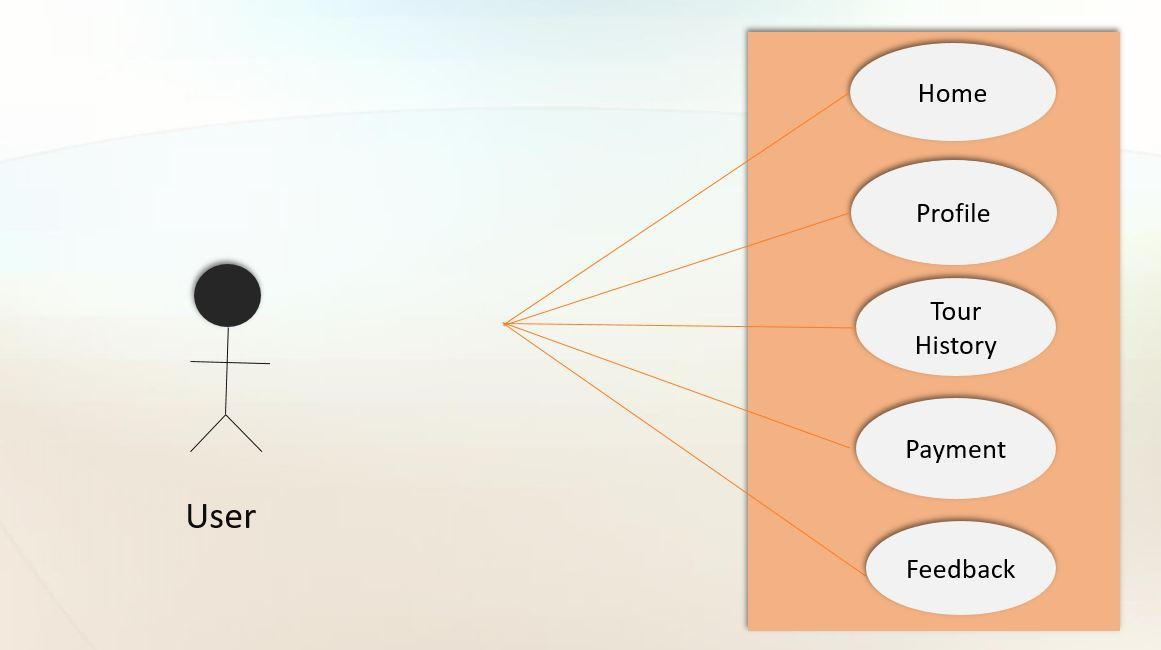 Home
Profile
Tour
History
Payment
Feedback
User